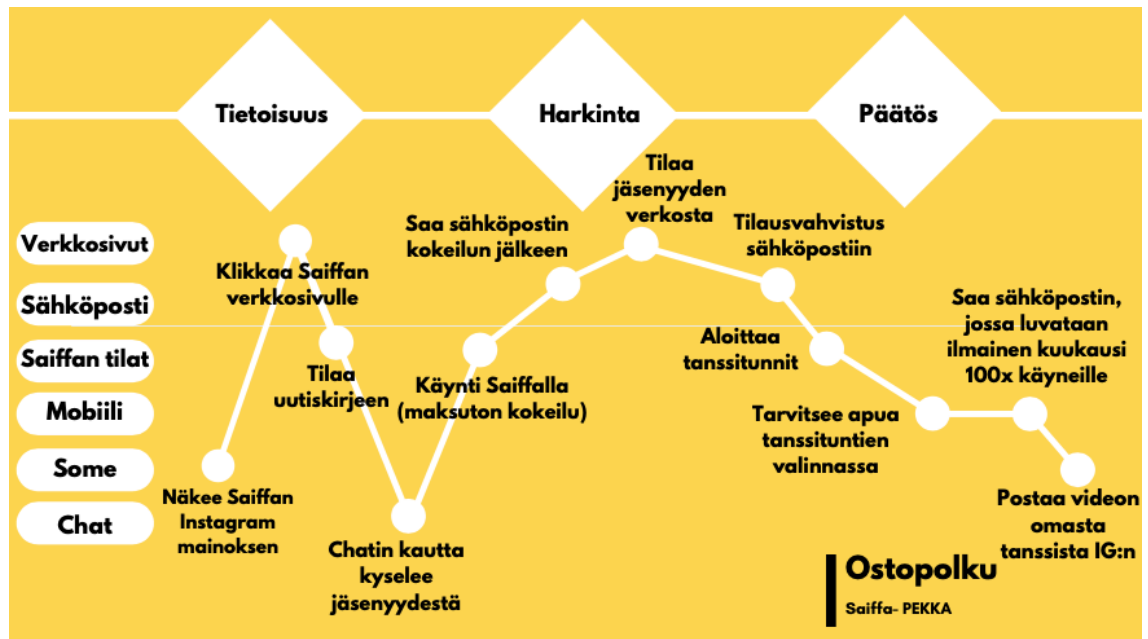 Tietoisuus
Harkinta
Päätös
Verkkosivut
Sähköposti
Saiffan tilat
Mobiili
Some
Chat
Näkee Saiffan
Instagram
mainoksen
Klikkaa Saiffan
verkkosivulle
Tilaa
uutiskirjeen
Chatin kautta
kyselee
jäsenyydestä
Käynti Saiffalla
(maksuton kokeilu)
Saa sähköpostin
kokeilun jälkeen
Tilaa
jäsenyyden
verkosta
Tilausvahvistus
sähköpostiin
Aloittaa
tanssitunnit
Tarvitsee apua
tanssituntien
valinnassa
Saa sähköpostin,
jossa luvataan
ilmainen kuukausi
100x käyneille
Postaa videon
omasta
tanssista IG:n
Ostopolku
Saiffa- PEKKA